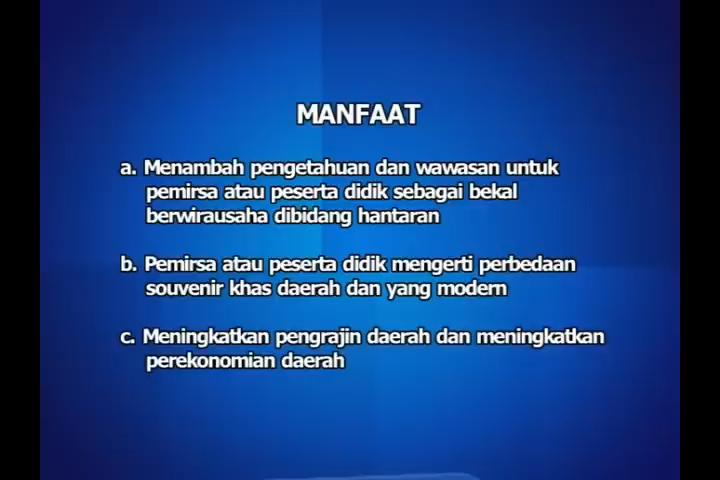 MANFAAT
a. Menambah pengetahuan dan wawasan untuk
pemirsa atau peserta didik sebagai bekal
berwirausaha dibidang hantaran
b. Pemirsa atau peserta didik mengerti perbedaan
souvenir khas daerah dan yang modern
c. Meningkatkan pengrajin daerah dan meningkatkan
perekonomian daerah